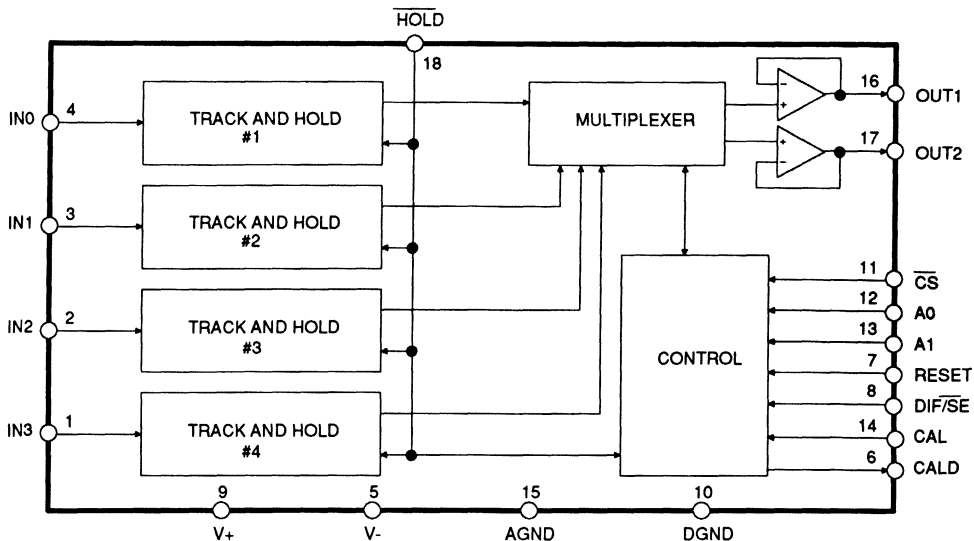 HOLD
18
IN0
4
TRACK AND HOLD
#1
MULTIPLEXER
16
OUT1
17
OUT2
IN1
3
TRACK AND HOLD
#2
IN2
2
TRACK AND HOLD
#3
IN3
1
TRACK AND HOLD
#4
CONTROL
11
CS
12
A0
13
A1
7
RESET
8
DIF/SE
14
CAL
6
CALD
9
V+
5
V-
15
AGND
10
DGND